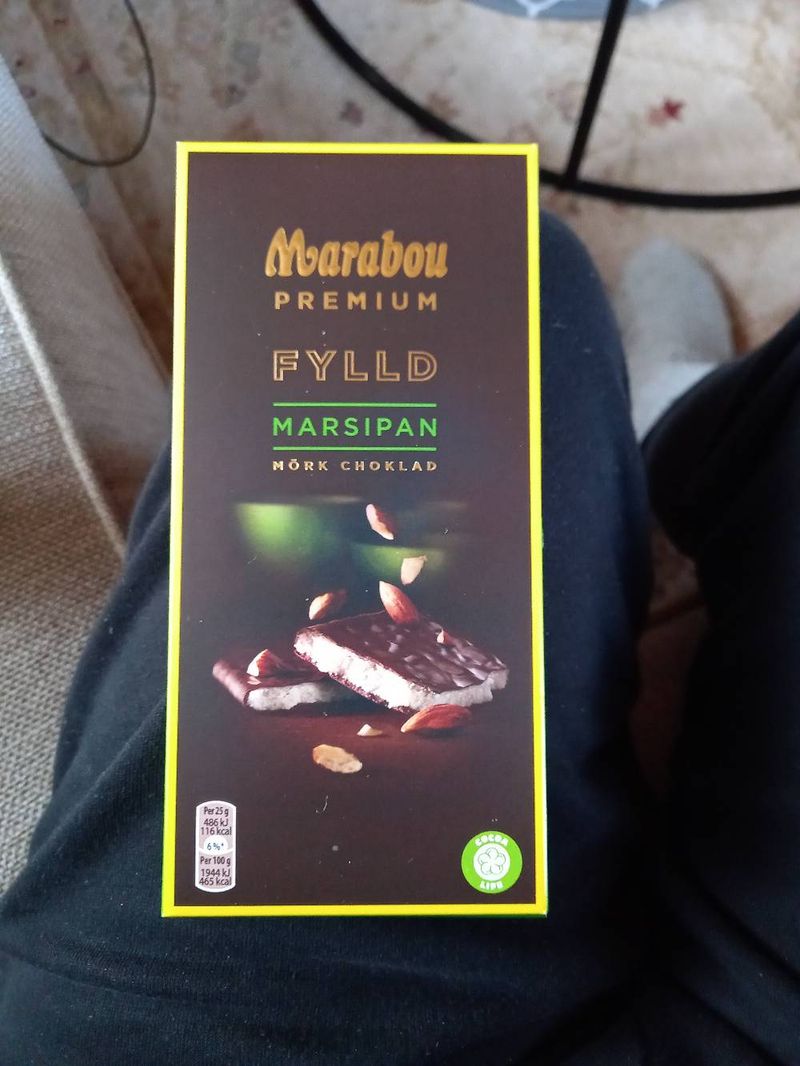 Marabou
PREMIUM
FYLLD
MARSIPAN
MÖRK CHOKLAD
Per 25 g
486 kJ
116 kcal
6%*
Per 100 g
1944 kJ
465 kcal
COCOA
LIFE